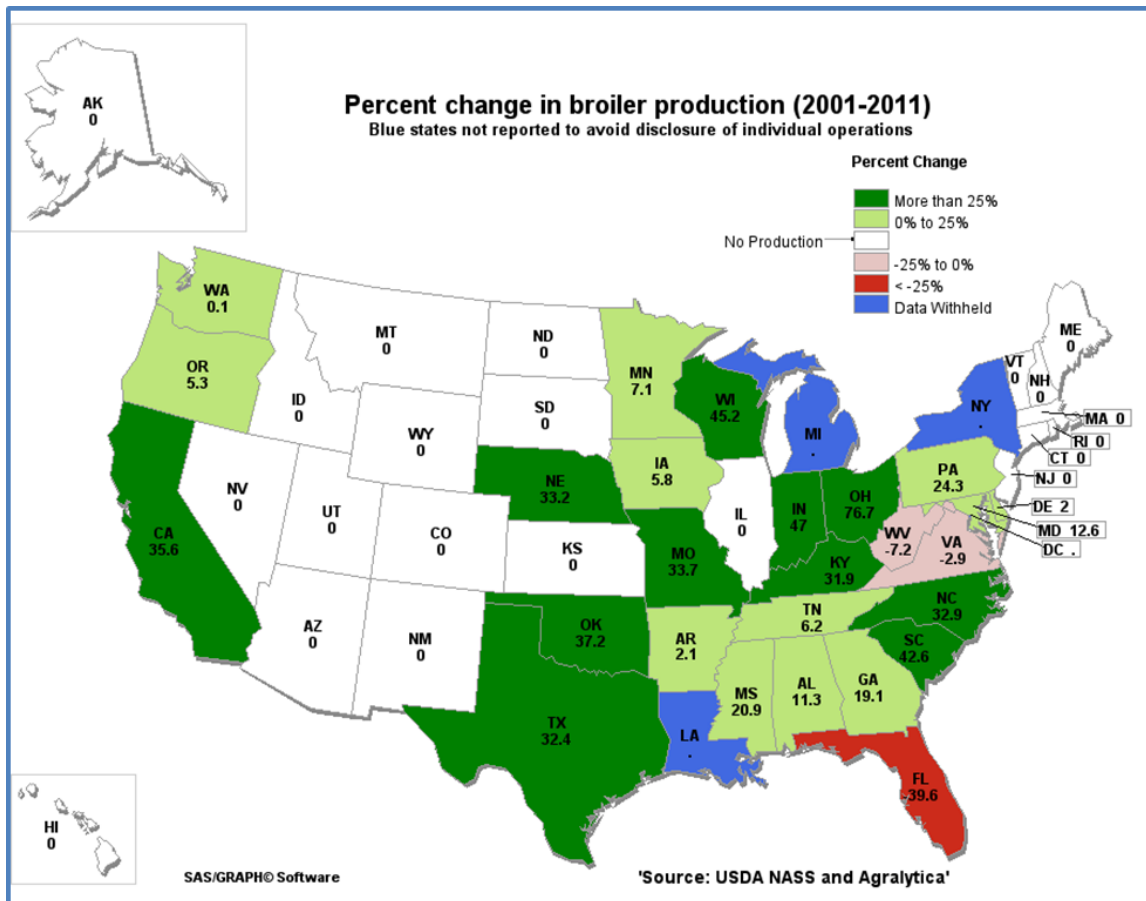 AK
0
Percent change in broiler production (2001-2011)
Blue states not reported to avoid disclosure of individual operations
Percent Change
More than 25%
0% to 25%
No Production
-25% to 0%
< -25%
Data Withheld
WA
0.1
OR
5.3
CA
35.6
ID
0
NV
0
MT
0
WY
0
UT
0
AZ
0
CO
0
NM
0
ND
0
SD
0
NE
33.2
KS
0
OK
37.2
TX
32.4
MN
7.1
IA
5.8
MO
33.7
AR
2.1
LA
.
WI
45.2
IL
0
MS
20.9
MI
.
IN
47
OH
76.7
KY
31.9
TN
6.2
AL
11.3
GA
19.1
FL
-39.6
SC
42.6
NC
32.9
WV
-7.2
VA
-2.9
PA
24.3
NY
.
VT
0
NH
0
ME
0
MA 0
RI 0
CT 0
NJ 0
DE 2
MD 12.6
DC .
HI
0
SAS/GRAPH© Software
'Source: USDA NASS and Agralytica'